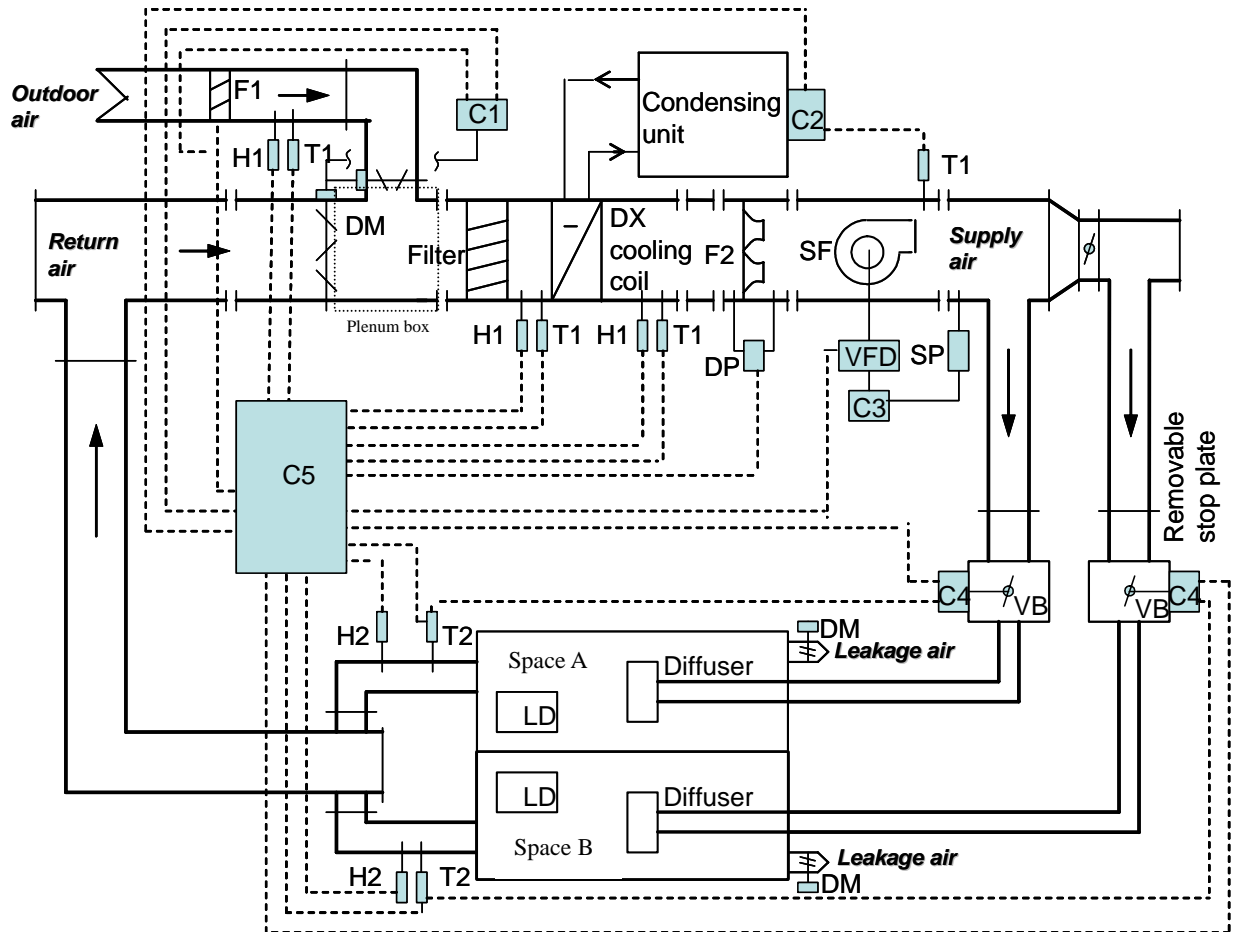 Outdoor
air
F1
C1
H1
T1
Condensing
unit
C2
T1
Return
air
DM
Filter
DX
cooling
coil
F2
SF
Supply
air
Plenum box
H1
T1
H1
T1
DP
VFD
SP
C3
C5
Removable
stop plate
C4
VB
VB
C4
H2
T2
DM
Leakage air
Space A
Diffuser
LD
LD
Diffuser
Space B
Leakage air
DM
H2
T2